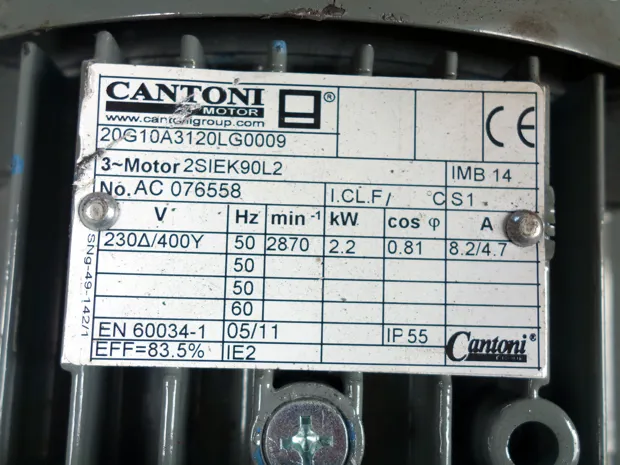 CANTONI
MOTOR ®
www.cantonigroup.com
CE
20G10A3120LG0009
3~Motor 2SIEK90L2 IMB 14
No. AC 076558 I.CL.F/ C S1
V Hz min⁻¹ kW cos φ A
230Δ/400Y 50 2870 2.2 0.81 8.2/4.7
50
50
60
EN 60034-1 05/11 IP 55
EFF=83.5% IE2
Cantoni®
SNg-49-142/1